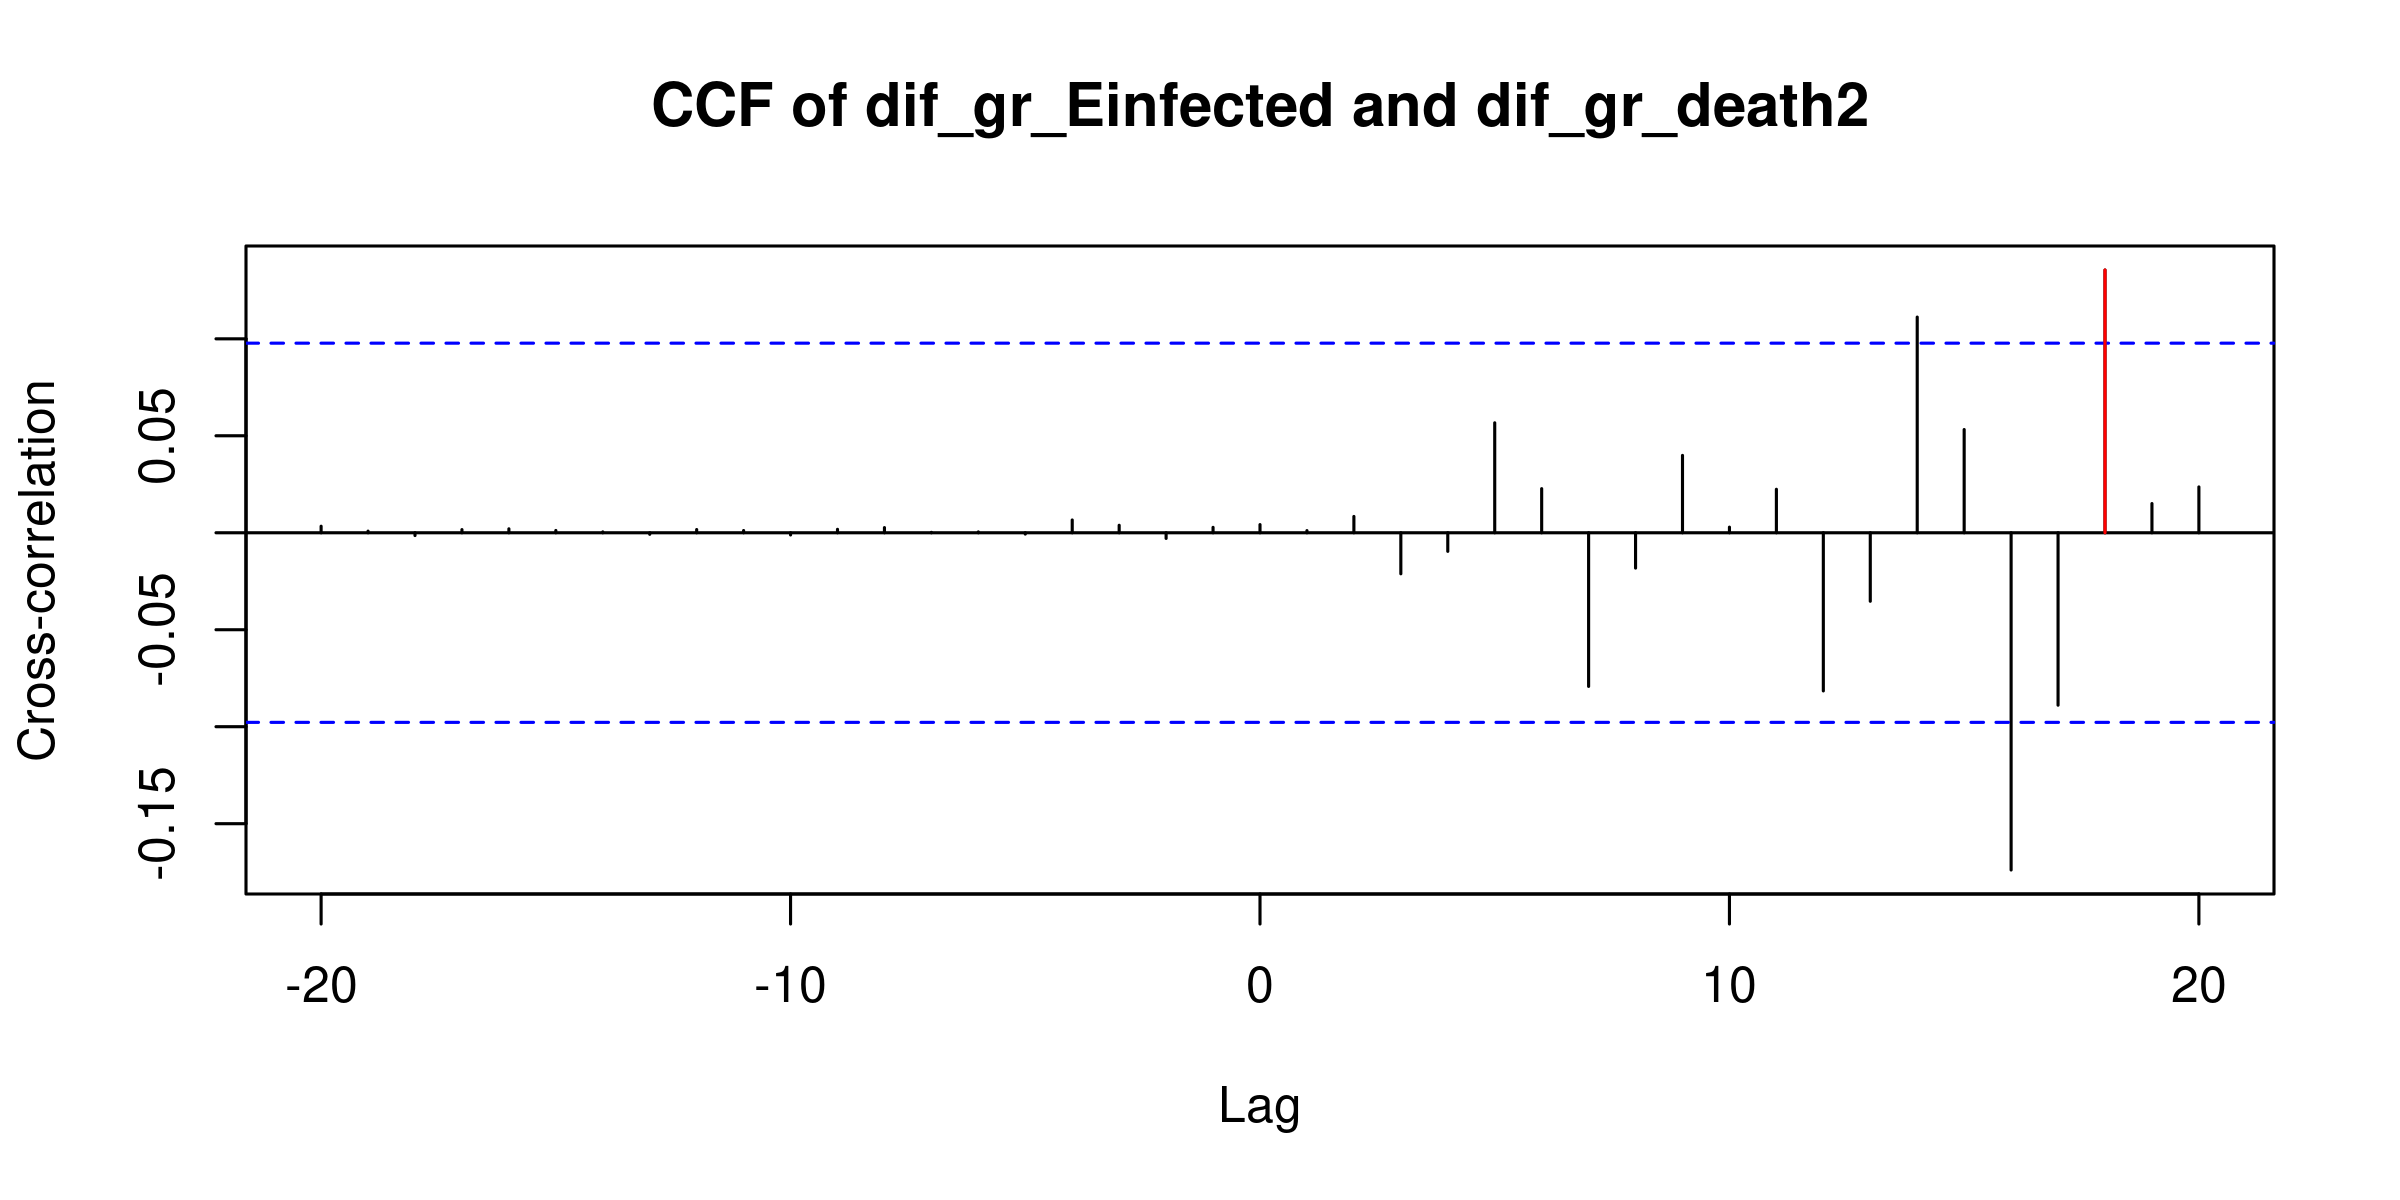 CCF of dif_gr_Einfected and dif_gr_death2
Cross-correlation
0.05
-0.05
-0.15
-20 -10 0 10 20
Lag